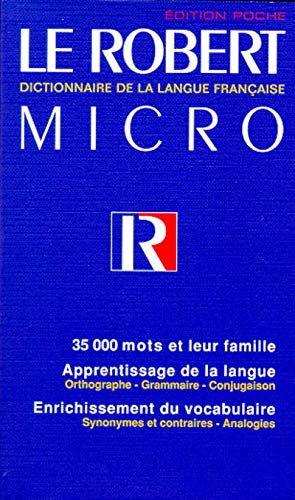 ÉDITION POCHE
LE ROBERT
DICTIONNAIRE DE LA LANGUE FRANÇAISE
MICRO
R
35 000 mots et leur famille
Apprentissage de la langue
Orthographe - Grammaire - Conjugaison
Enrichissement du vocabulaire
Synonymes et contraires - Analogies